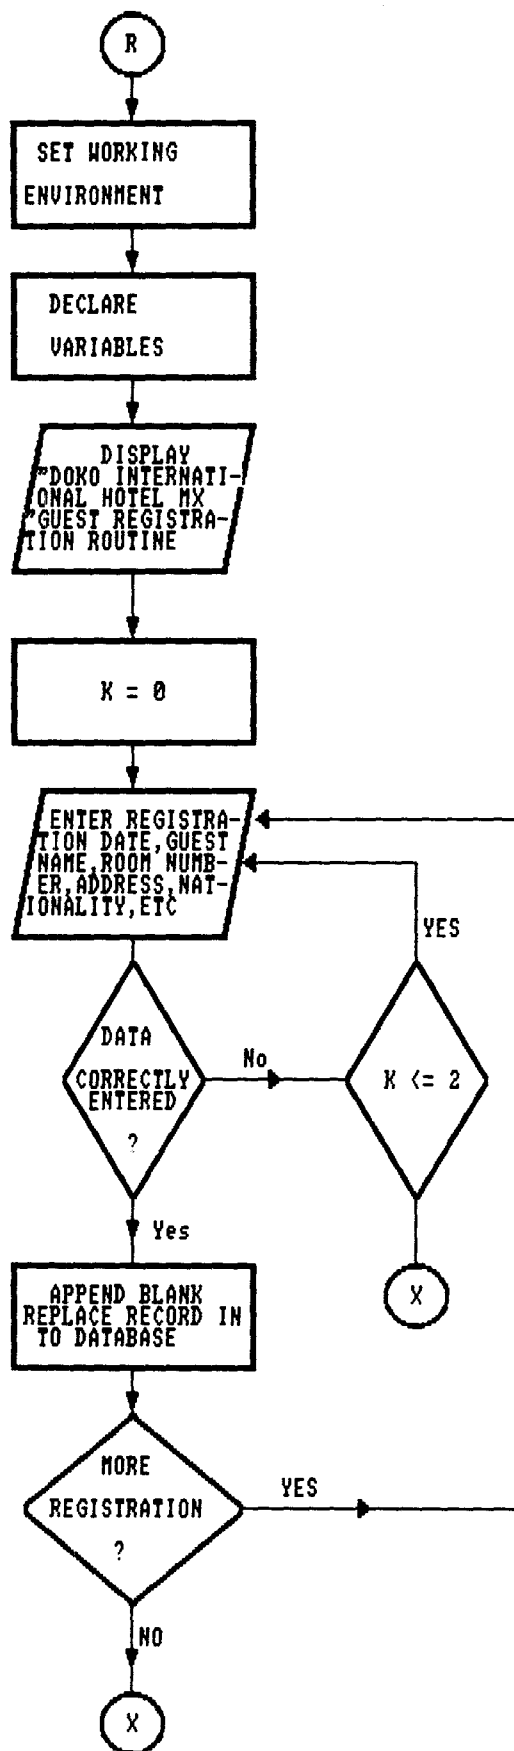 R
SET WORKING
ENVIRONMENT
DECLARE
VARIABLES
DISPLAY
"DOKO INTERNATI-
ONAL HOTEL MX
"GUEST REGISTRA-
TION ROUTINE
K = 0
ENTER REGISTRA-
TION DATE,GUEST
NAME,ROOM NUMB-
ER,ADDRESS,NAT-
IONALITY,ETC
YES
DATA
CORRECTLY
ENTERED
?
No
K <= 2
Yes
X
APPEND BLANK
REPLACE RECORD IN
TO DATABASE
MORE
REGISTRATION
?
YES
NO
X